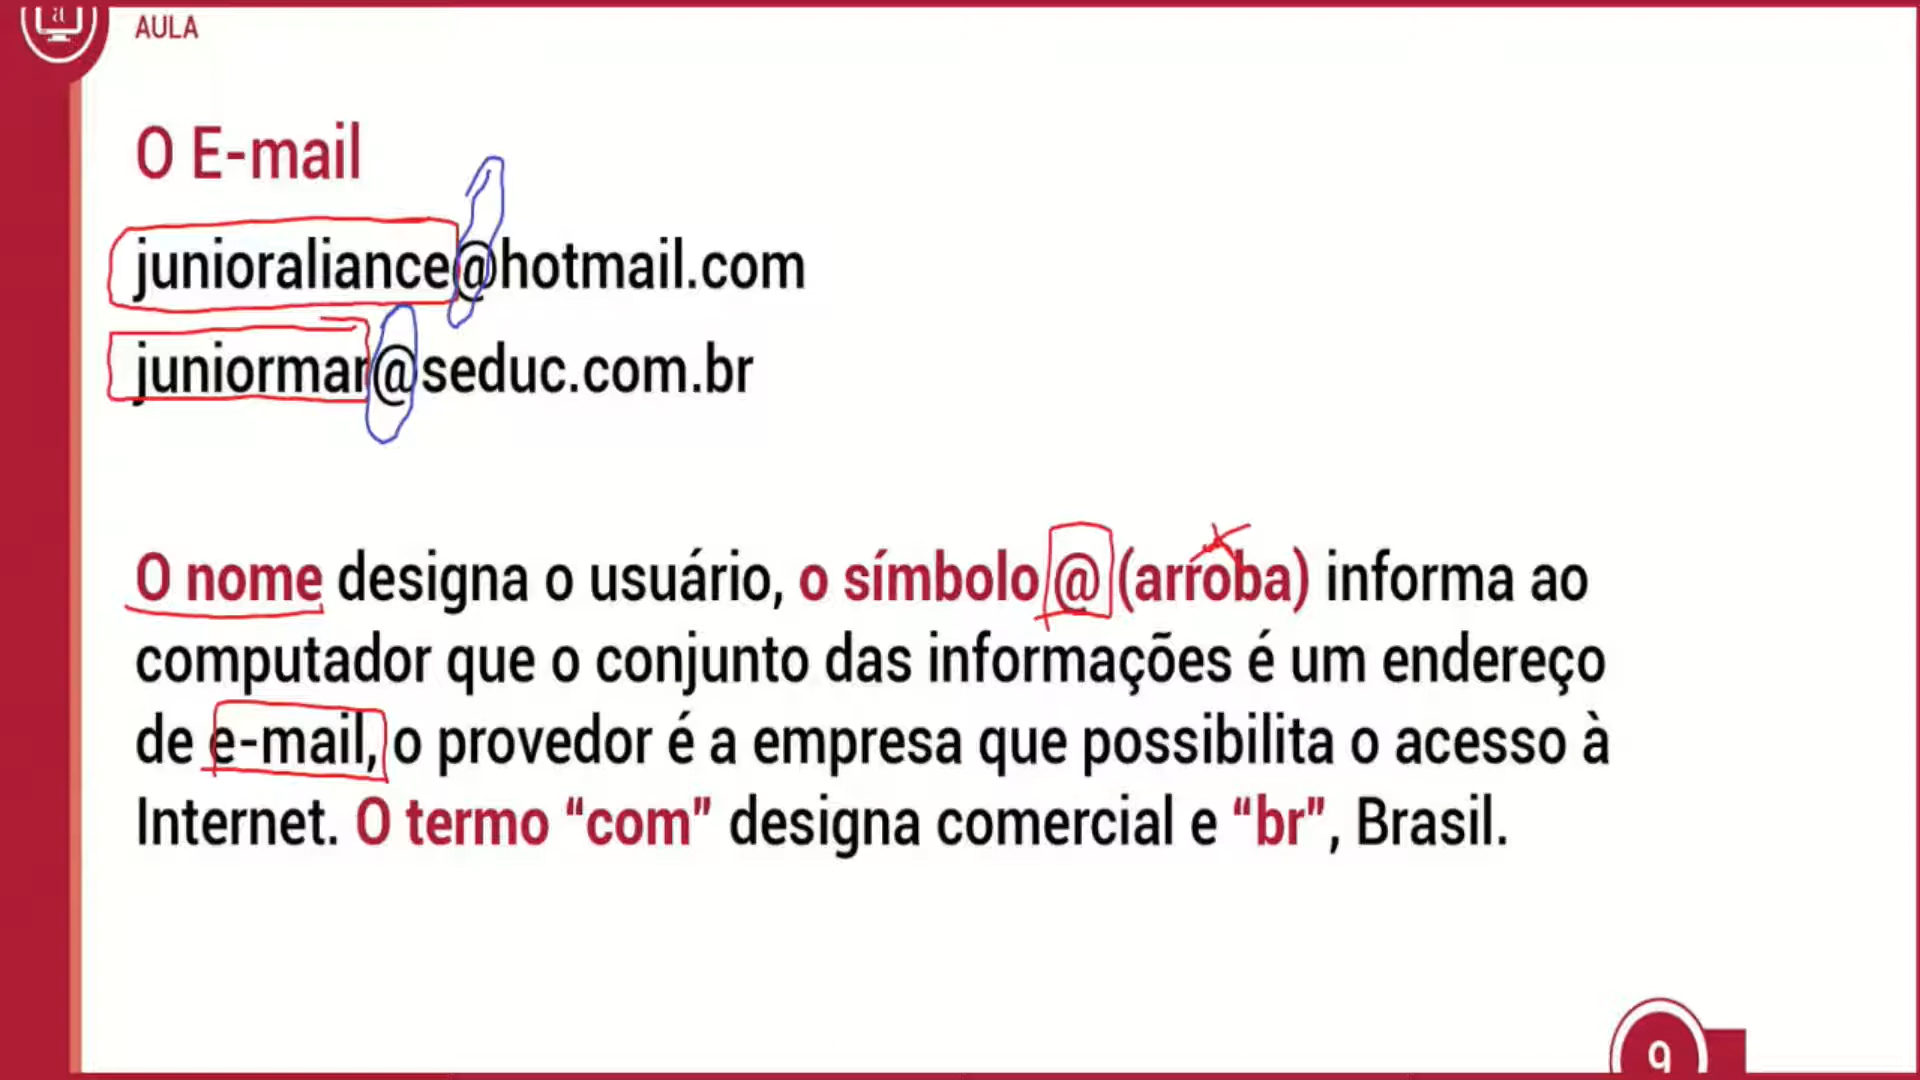 a
AULA
O E-mail
junioraliance@hotmail.com
juniormar@seduc.com.br
O nome designa o usuário, o símbolo @ (arroba) informa ao
computador que o conjunto das informações é um endereço
de e-mail, o provedor é a empresa que possibilita o acesso à
Internet. O termo “com” designa comercial e “br”, Brasil.
9